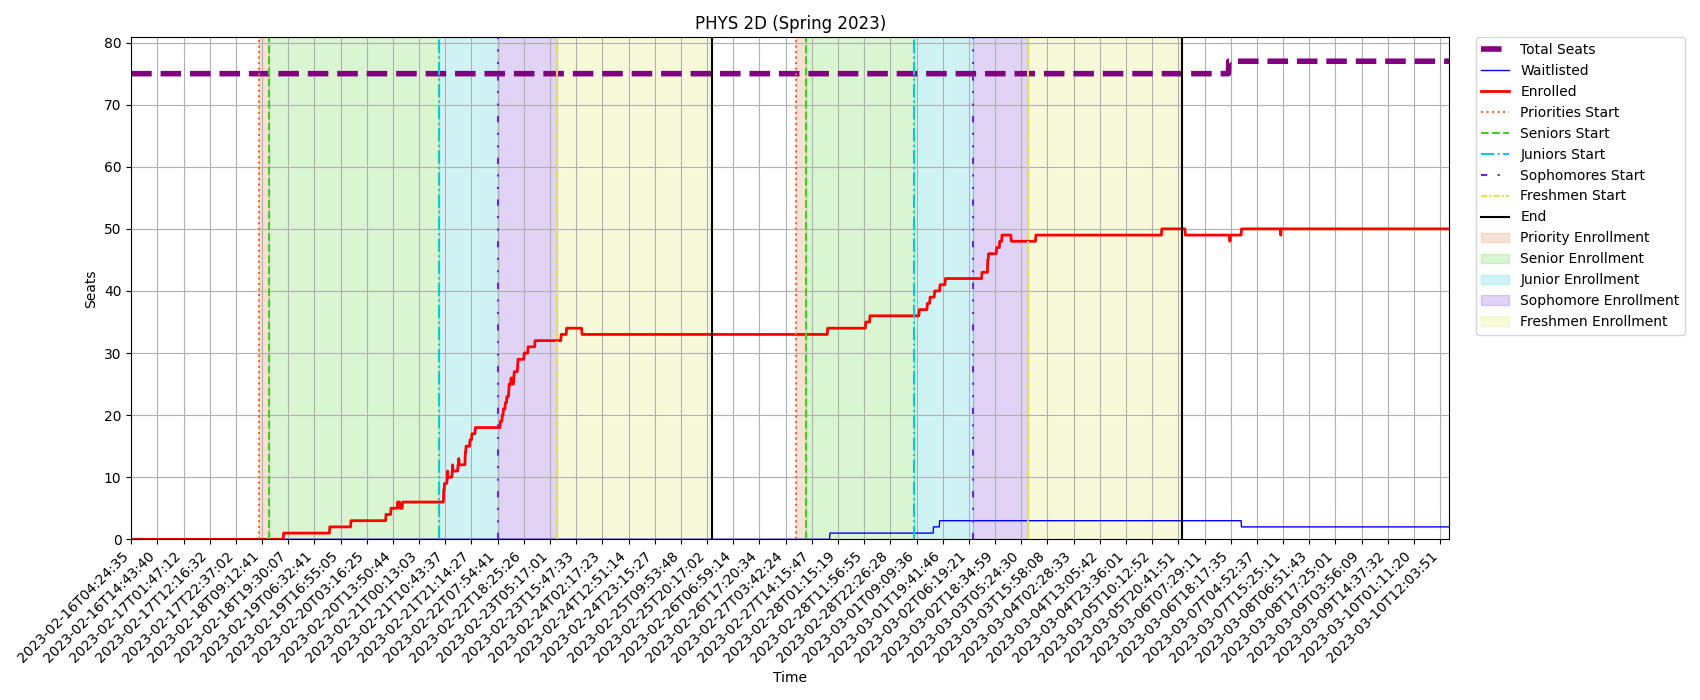 PHYS 2D (Spring 2023)
80
70
60
50
40
30
20
10
0
Seats
2023-02-16T04:24:35
2023-02-16T14:43:40
2023-02-17T01:47:12
2023-02-17T12:16:32
2023-02-17T22:37:02
2023-02-18T09:12:41
2023-02-18T19:30:07
2023-02-19T06:32:41
2023-02-19T16:55:05
2023-02-20T03:16:25
2023-02-20T13:50:44
2023-02-21T00:13:03
2023-02-21T10:43:37
2023-02-21T21:14:27
2023-02-22T07:54:41
2023-02-22T18:25:26
2023-02-23T05:17:01
2023-02-23T15:47:33
2023-02-24T02:17:23
2023-02-24T12:51:14
2023-02-24T23:15:27
2023-02-25T09:53:48
2023-02-25T20:17:02
2023-02-26T06:59:14
2023-02-26T17:20:34
2023-02-27T03:42:24
2023-02-27T14:15:47
2023-02-28T01:15:19
2023-02-28T11:56:55
2023-02-28T22:26:28
2023-03-01T09:09:36
2023-03-01T19:41:46
2023-03-02T06:19:21
2023-03-02T18:34:59
2023-03-03T05:24:30
2023-03-03T15:58:08
2023-03-04T02:28:33
2023-03-04T13:05:42
2023-03-04T23:36:01
2023-03-05T10:12:52
2023-03-05T20:41:51
2023-03-06T07:29:11
2023-03-06T18:17:35
2023-03-07T04:52:37
2023-03-07T15:25:11
2023-03-08T06:51:43
2023-03-08T17:25:01
2023-03-09T03:56:09
2023-03-09T14:37:32
2023-03-10T01:11:20
2023-03-10T12:03:51
Time
Total Seats
Waitlisted
Enrolled
Priorities Start
Seniors Start
Juniors Start
Sophomores Start
Freshmen Start
End
Priority Enrollment
Senior Enrollment
Junior Enrollment
Sophomore Enrollment
Freshmen Enrollment